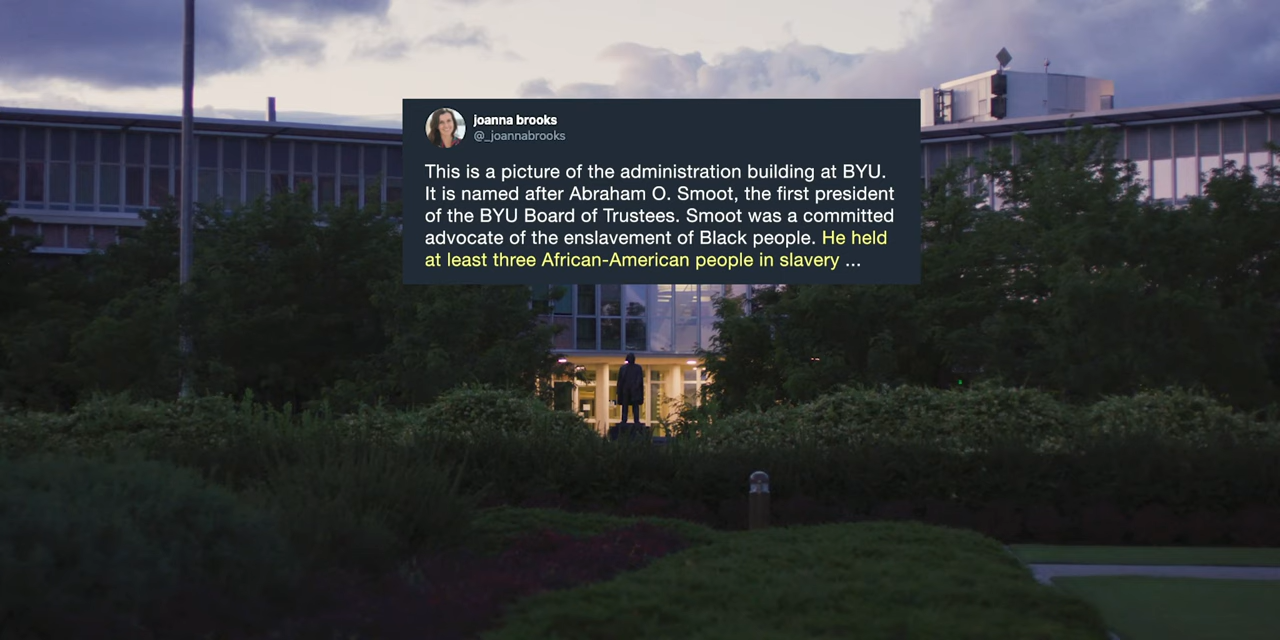 joanna brooks
@_joannabrooks
This is a picture of the administration building at BYU.
It is named after Abraham O. Smoot, the first president
of the BYU Board of Trustees. Smoot was a committed
advocate of the enslavement of Black people. He held
at least three African-American people in slavery ...